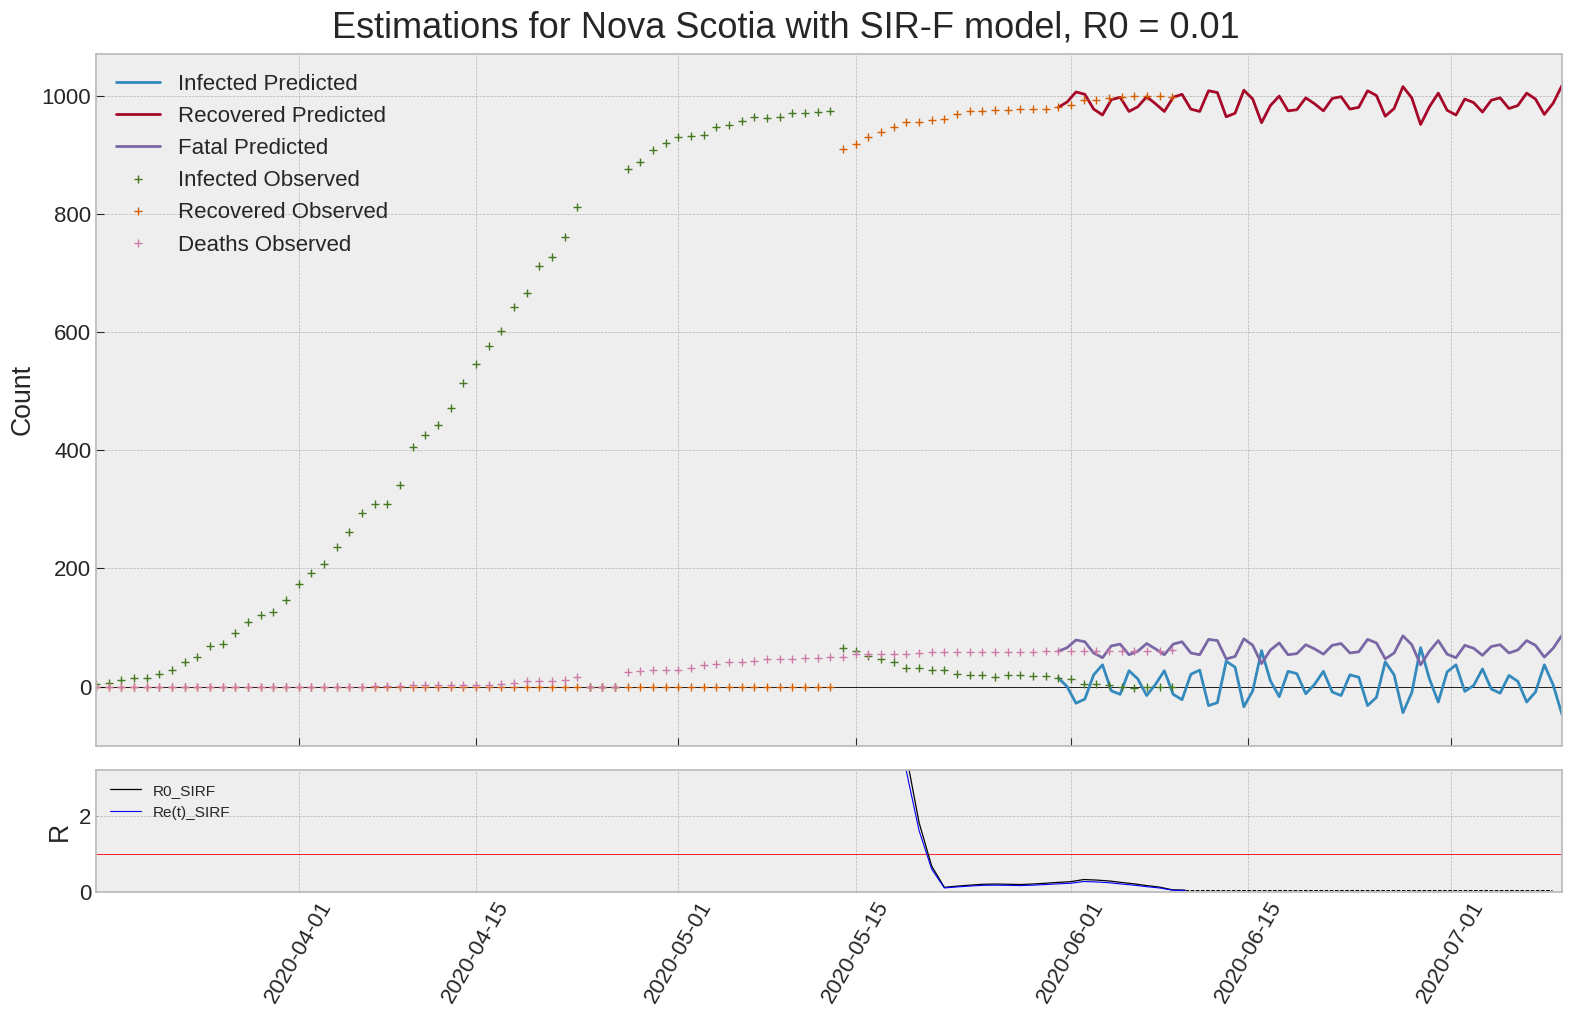 Estimations for Nova Scotia with SIR-F model, R0 = 0.01
Infected Predicted
Recovered Predicted
Fatal Predicted
Infected Observed
Recovered Observed
Deaths Observed
1000
800
600
400
200
0
Count
R0_SIRF
Re(t)_SIRF
2
0
R
2020-04-01
2020-04-15
2020-05-01
2020-05-15
2020-06-01
2020-06-15
2020-07-01